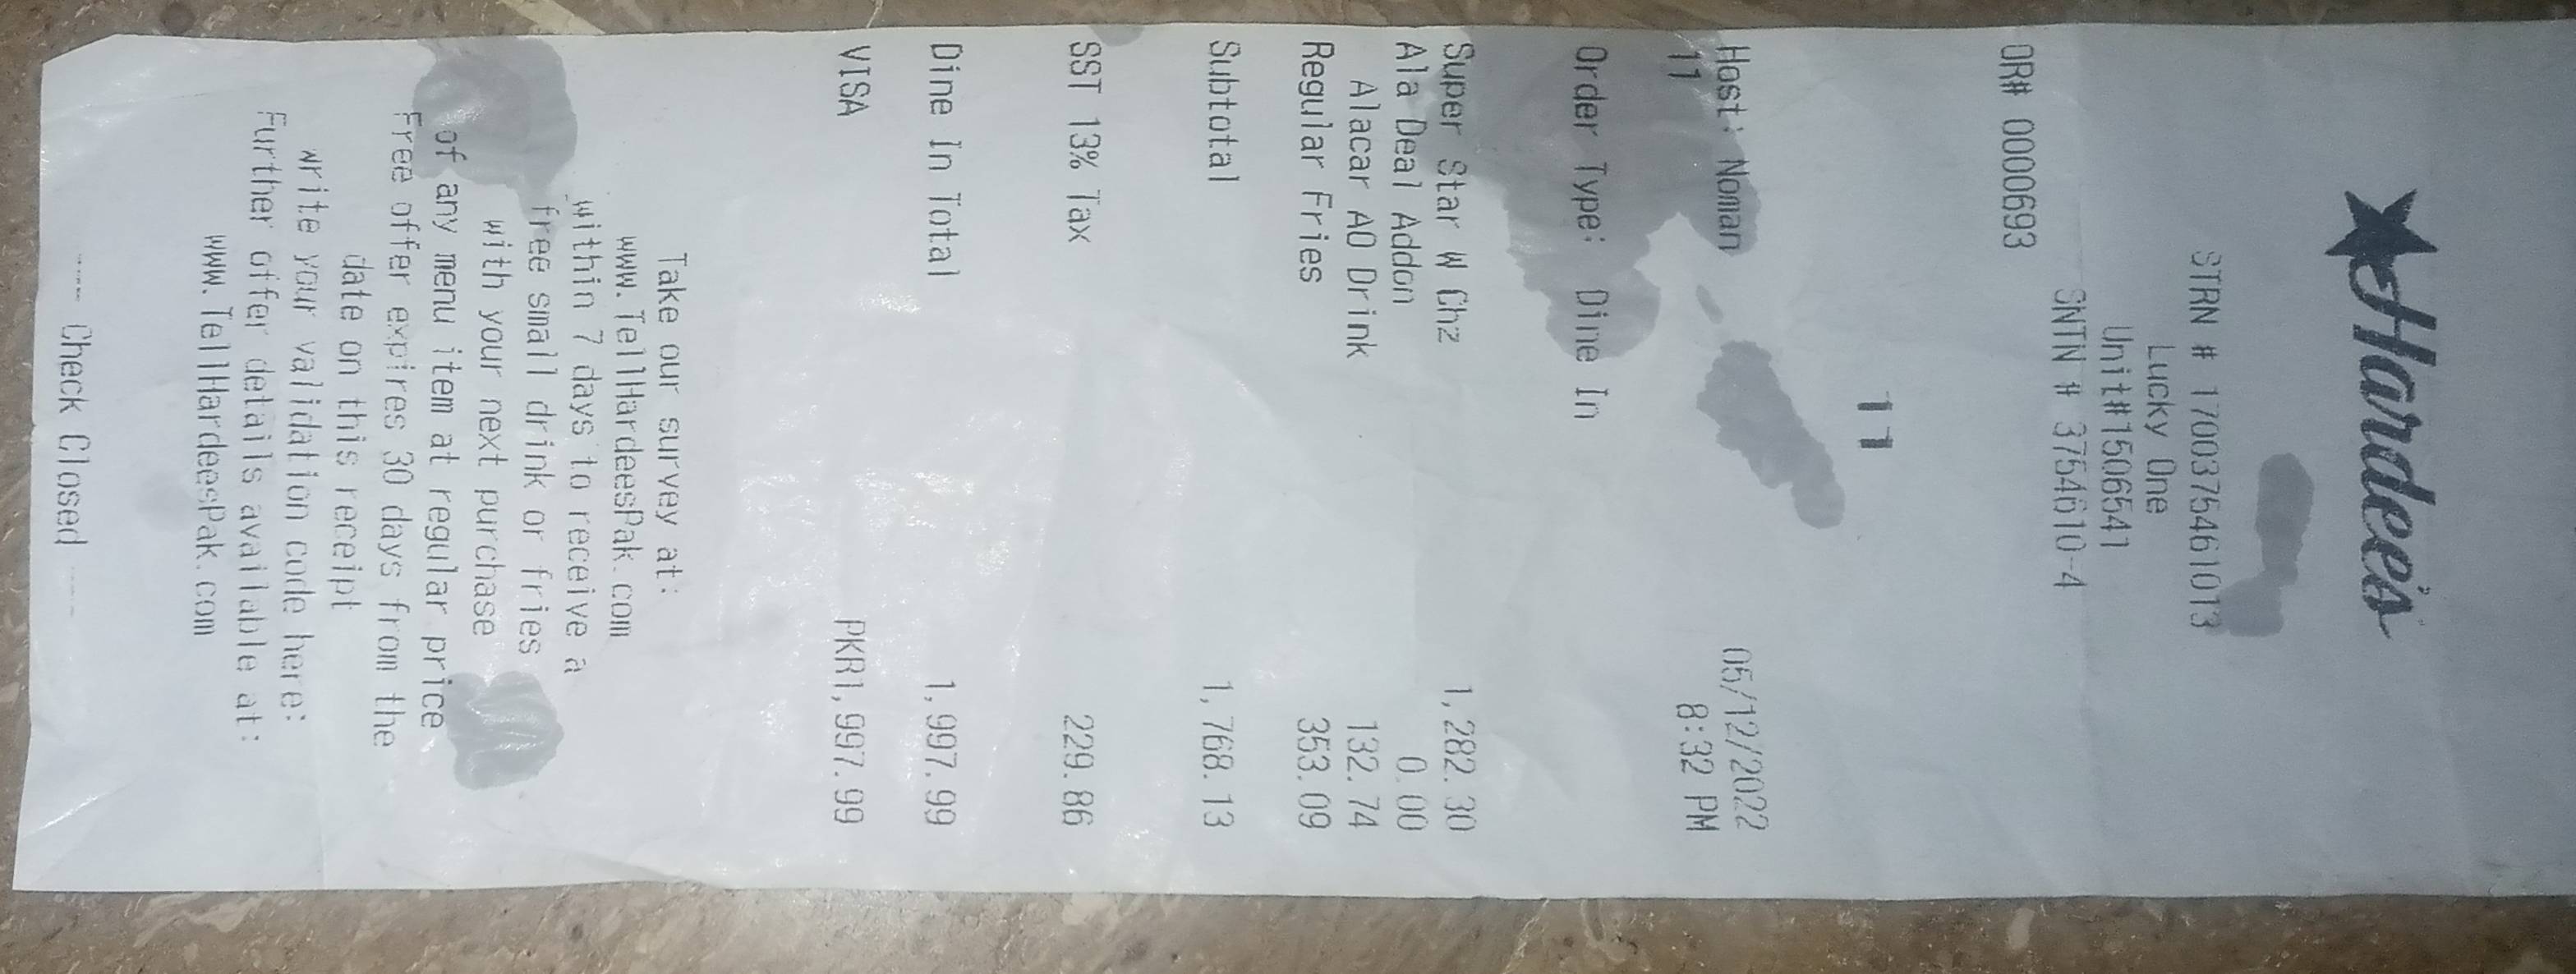 Hardee's
STRN # 1700375461013
Lucky One
Unit#1506541
SNTN # 3754610-4
OR# 0000693
11
Host: Noman 05/12/2022
11 8:32 PM
Order Type: Dine In
Super Star W Chz 1,282.30
Ala Deal Addon 0.00
Alacar AO Drink 132.74
Regular Fries 353.09
Subtotal 1,768.13
SST 13% Tax 229.86
Dine In Total 1,997.99
VISA PKR1,997.99
Take our survey at:
www.TellHardeesPak.com
within 7 days to receive a
free small drink or fries
with your next purchase
of any menu item at regular price
Free offer expires 30 days from the
date on this receipt
Write your validation code here:
Further offer details available at:
www.TellHardeesPak.com
---- Check Closed ----